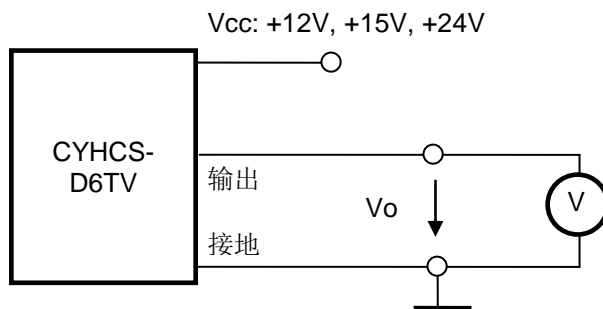 Vcc: +12V, +15V, +24V
CYHCS-
D6TV
输出
Vo
V
接地